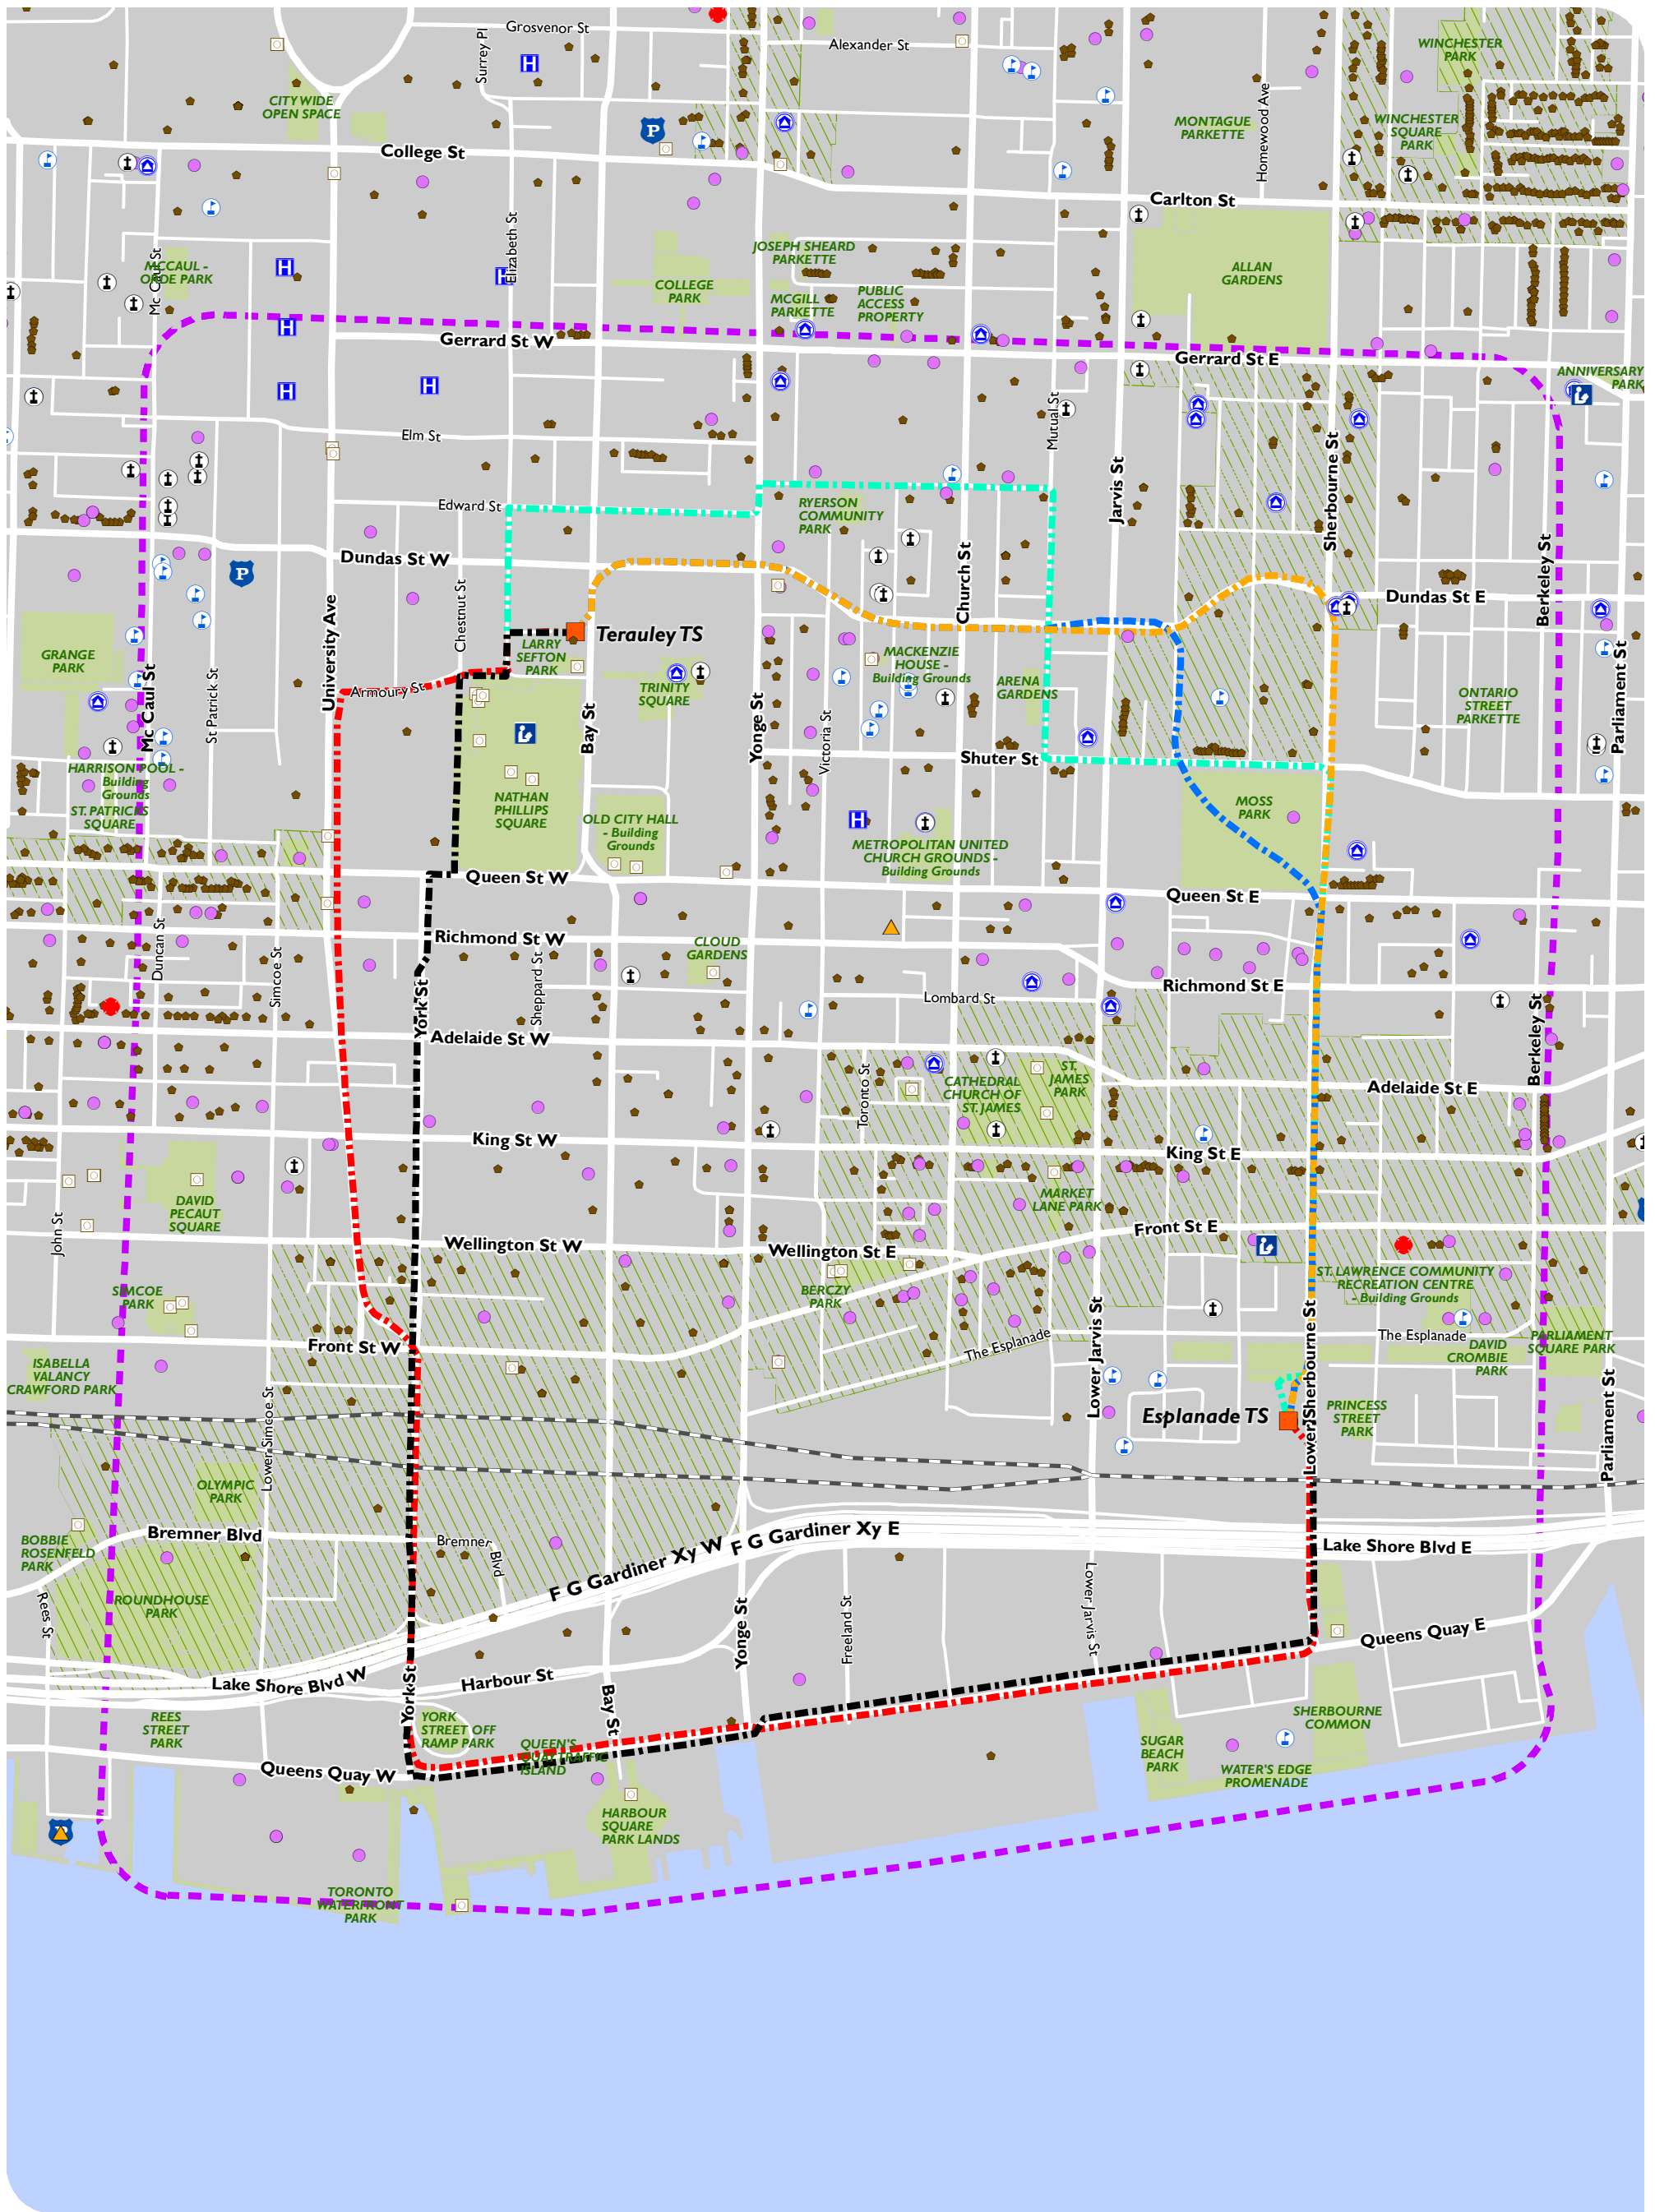 Grosvenor St
Surrey Pl
Alexander St
WINCHESTER
PARK
CITY WIDE
OPEN SPACE
Homewood Ave
MONTAGUE
PARKETTE
WINCHESTER
SQUARE
PARK
P
College St
Carlton St
Elizabeth St
Mc Caul St
MCCAUL -
ORDE PARK
JOSEPH SHEARD
PARKETTE
ALLAN
GARDENS
COLLEGE
PARK
MCGILL
PARKETTE
PUBLIC
ACCESS
PROPERTY
H
H
H
H
H
H
Gerrard St W
Gerrard St E
ANNIVERSARY
PARK
Mutual St
Elm St
Jarvis St
Sherbourne St
Edward St
RYERSON
COMMUNITY
PARK
Dundas St W
P
Church St
Berkeley St
Chestnut St
University Ave
Dundas St E
Terauley TS
LARRY
SEFTON
PARK
GRANGE
PARK
MACKENZIE
HOUSE -
Building Grounds
ARENA
GARDENS
Parliament St
Armoury St
Mc Caul St
St Patrick St
TRINITY
SQUARE
Bay St
Yonge St
Victoria St
ONTARIO
STREET
PARKETTE
Shuter St
HARRISON POOL -
Building
Grounds
ST. PATRICKS
SQUARE
NATHAN
PHILLIPS
SQUARE
OLD CITY HALL
- Building
Grounds
H
MOSS
PARK
METROPOLITAN UNITED
CHURCH GROUNDS -
Building Grounds
Queen St W
Queen St E
Richmond St W
Duncan St
Simcoe St
Sheppard St
CLOUD
GARDENS
York St
Lombard St
Richmond St E
Berkeley St
Adelaide St W
Toronto St
CATHEDRAL
CHURCH OF
ST. JAMES
ST.
JAMES
PARK
Adelaide St E
King St W
King St E
DAVID
PECAUT
SQUARE
MARKET
LANE PARK
John St
Front St E
Wellington St W
Wellington St E
SIMCOE
PARK
BERCZY
PARK
ST. LAWRENCE COMMUNITY
RECREATION CENTRE
- Building Grounds
Front St W
The Esplanade
Lower Jarvis St
The Esplanade
DAVID
CROMBIE
PARK
PARLIAMENT
SQUARE PARK
ISABELLA
VALANCY
CRAWFORD PARK
Lower Simcoe St
Esplanade TS
Lower Sherbourne St
PRINCESS
STREET
PARK
Parliament St
OLYMPIC
PARK
Bremner Blvd
Bremner Blvd
BOBBIE
ROSENFELD
PARK
F G Gardiner Xy W
F G Gardiner Xy E
Lake Shore Blvd E
ROUNDHOUSE
PARK
Rees St
Yonge St
Freeland St
Lower Jarvis St
Queens Quay E
Lake Shore Blvd W
Harbour St
York St
Bay St
REES
STREET
PARK
YORK
STREET OFF
RAMP PARK
QUEEN'S
QUAY TRAFFIC
ISLAND
SHERBOURNE
COMMON
SUGAR
BEACH
PARK
WATER'S EDGE
PROMENADE
Queens Quay W
HARBOUR
SQUARE
PARK LANDS
TORONTO
WATERFRONT
PARK